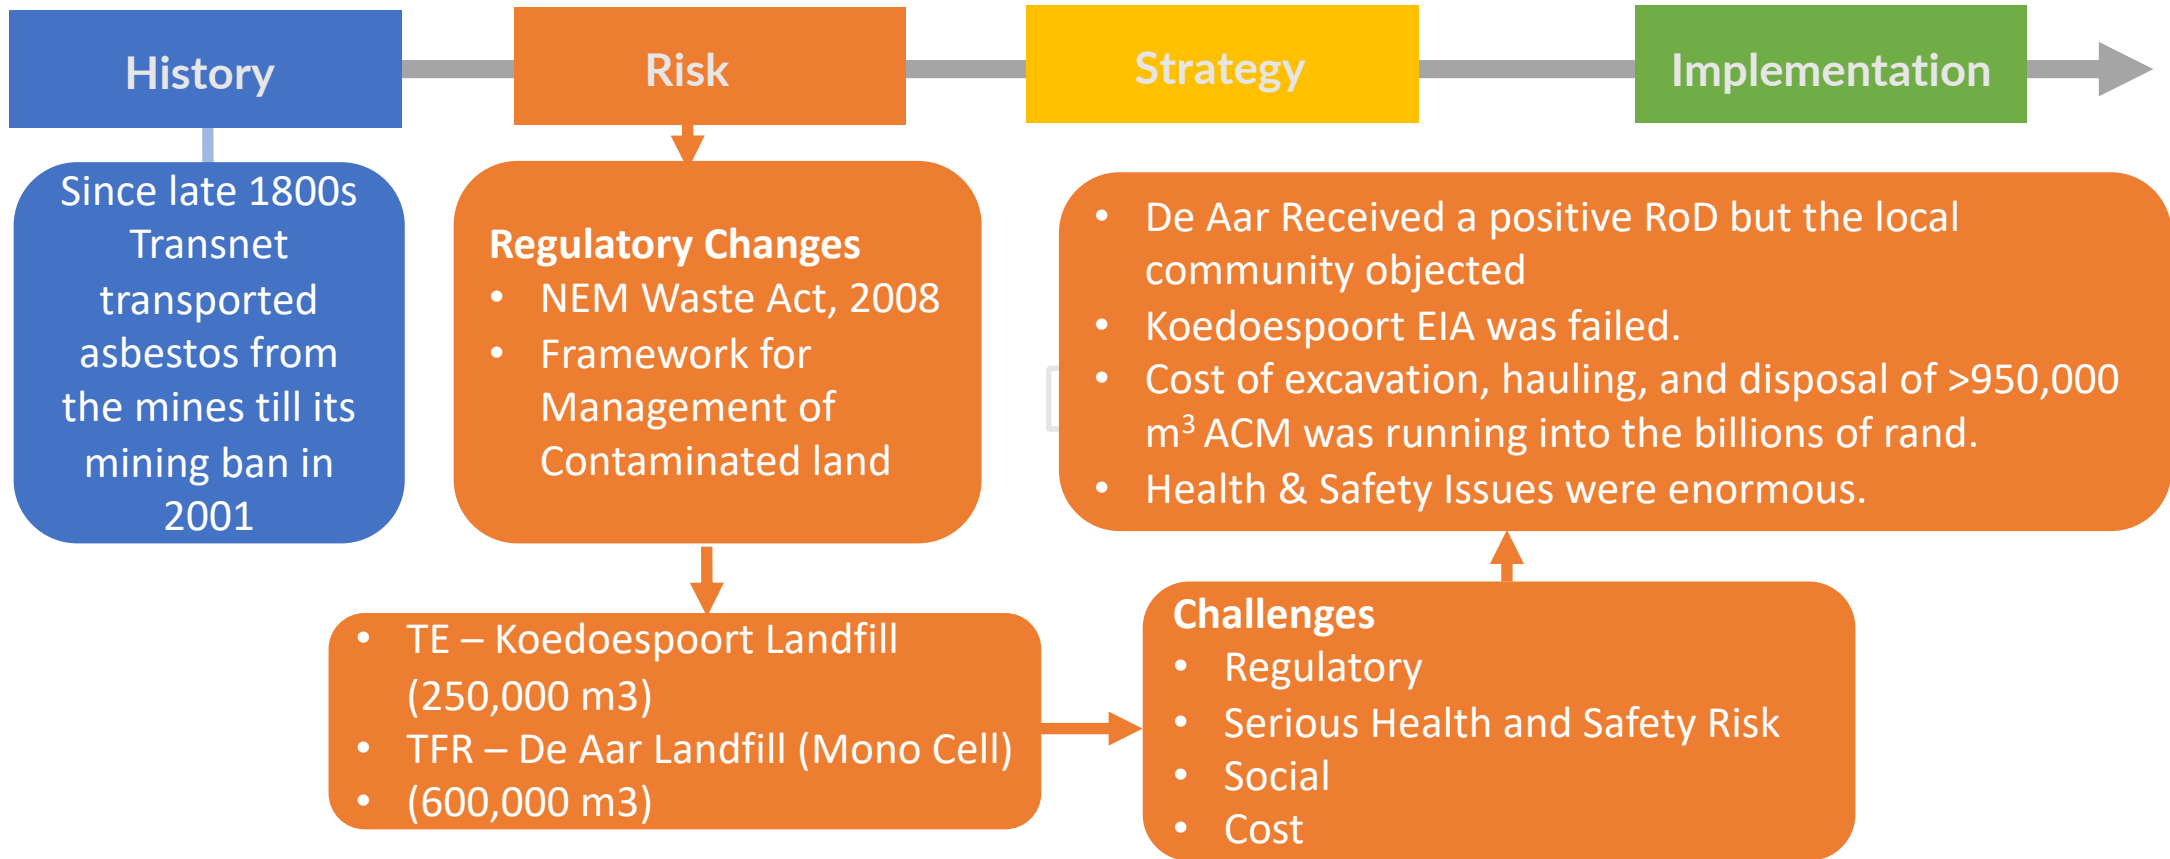 History
Risk
Strategy
Implementation
Since late 1800s
Transnet
transported
asbestos from
the mines till its
mining ban in
2001
Regulatory Changes
• NEM Waste Act, 2008
• Framework for
Management of
Contaminated land
• TE – Koedoespoort Landfill
(250,000 m3)
• TFR – De Aar Landfill (Mono Cell)
• (600,000 m3)
Challenges
• Regulatory
• Serious Health and Safety Risk
• Social
• Cost
• De Aar Received a positive RoD but the local
community objected
• Koedoespoort EIA was failed.
• Cost of excavation, hauling, and disposal of >950,000
m³ ACM was running into the billions of rand.
• Health & Safety Issues were enormous.